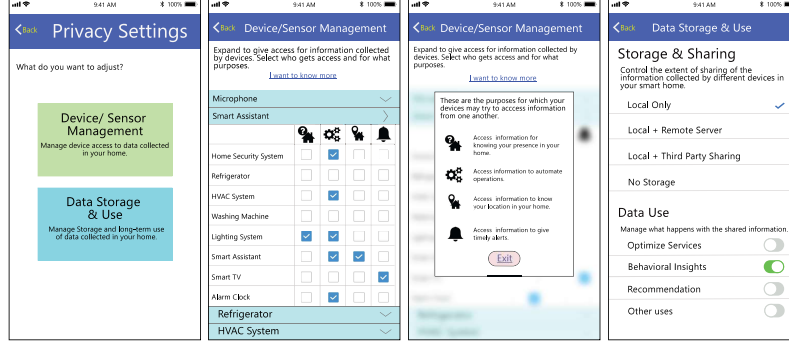 9:41 AM
100%
Back
Privacy Settings
What do you want to adjust?
Device/ Sensor
Management
Manage device access to data collected
in your home.
Data Storage
& Use
Manage Storage and long-term use
of data collected in your home.
9:41 AM
100%
Back
Device/Sensor Management
Expand to give access for information collected
by devices. Select who gets access and for what
purposes.
I want to know more
Microphone
Smart Assistant
Home Security System
Refrigerator
HVAC System
Washing Machine
Lighting System
Smart Assistant
Smart TV
Alarm Clock
Refrigerator
HVAC System
9:41 AM
100%
Back
Device/Sensor Management
Expand to give access for information collected by
devices. Select who gets access and for what
purposes.
I want to know more
These are the purposes for which your
devices may try to access information
from one another.
Access information for
knowing your presence in your
home.
Access information to automate
operations.
Access information to know
your location in your home.
Access information to give
timely alerts.
Exit
Refrigerator
HVAC System
9:41 AM
100%
Back
Data Storage & Use
Storage & Sharing
Control the extent of sharing of the
information collected by different devices in
your smart home.
Local Only
Local + Remote Server
Local + Third Party Sharing
No Storage
Data Use
Manage what happens with the shared information.
Optimize Services
Behavioral Insights
Recommendation
Other uses